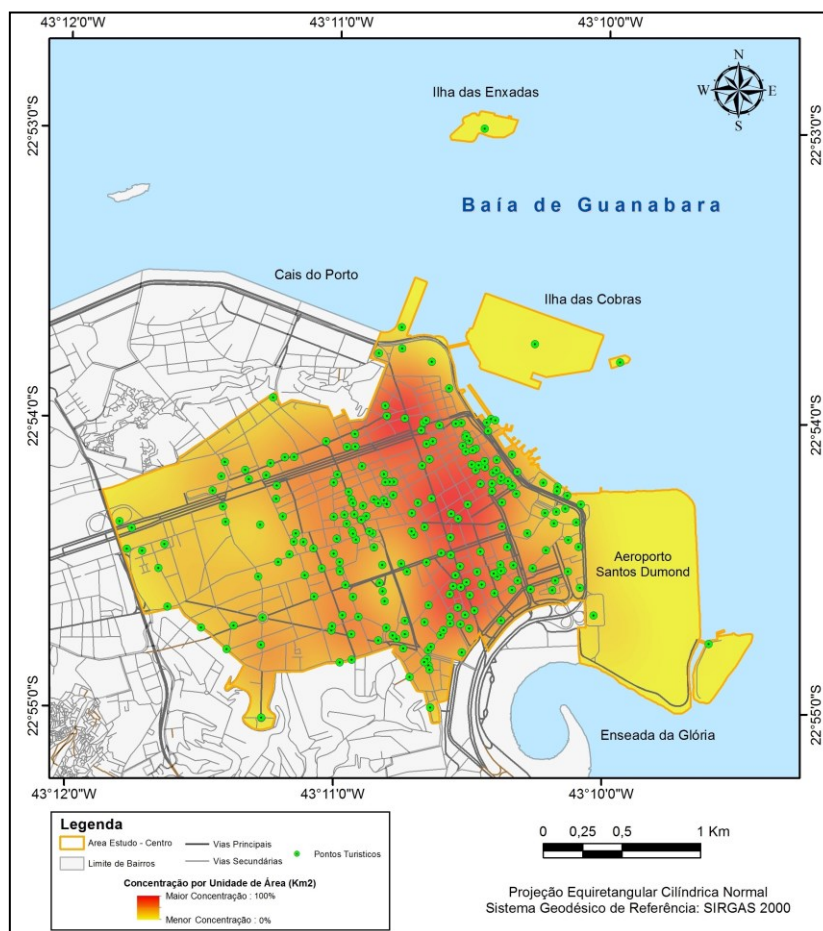 43°12'0"W
43°11'0"W
43°10'0"W
N
W
E
S
Ilha das Enxadas
22°53'0"S
22°53'0"S
Baía de Guanabara
Cais do Porto
Ilha das Cobras
22°54'0"S
22°54'0"S
Aeroporto
Santos Dumond
22°55'0"S
22°55'0"S
Enseada da Glória
43°12'0"W
43°11'0"W
43°10'0"W
Legenda
Área Estudo - Centro
Vias Principais
Limite de Bairros
Vias Secundárias
Pontos Turísticos
Concentração por Unidade de Área (Km2)
Maior Concentração : 100%
Menor Concentração : 0%
0 0,25 0,5 1 Km
Projeção Equiretangular Cilíndrica Normal
Sistema Geodésico de Referência: SIRGAS 2000